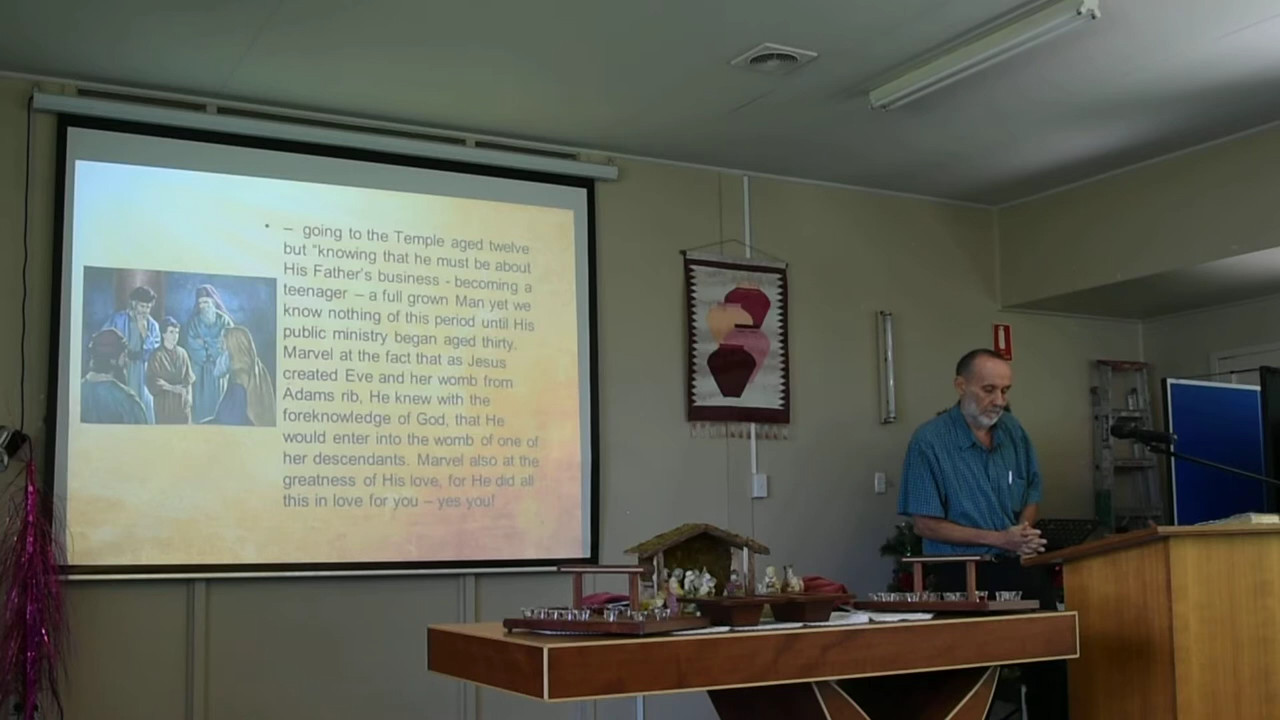 • – going to the Temple aged twelve
but “knowing that he must be about
His Father's business - becoming a
teenager – a full grown Man yet we
know nothing of this period until His
public ministry began aged thirty.
Marvel at the fact that as Jesus
created Eve and her womb from
Adams rib, He knew with the
foreknowledge of God, that He
would enter into the womb of one of
her descendants. Marvel also at the
greatness of His love, for He did all
this in love for you – yes you!